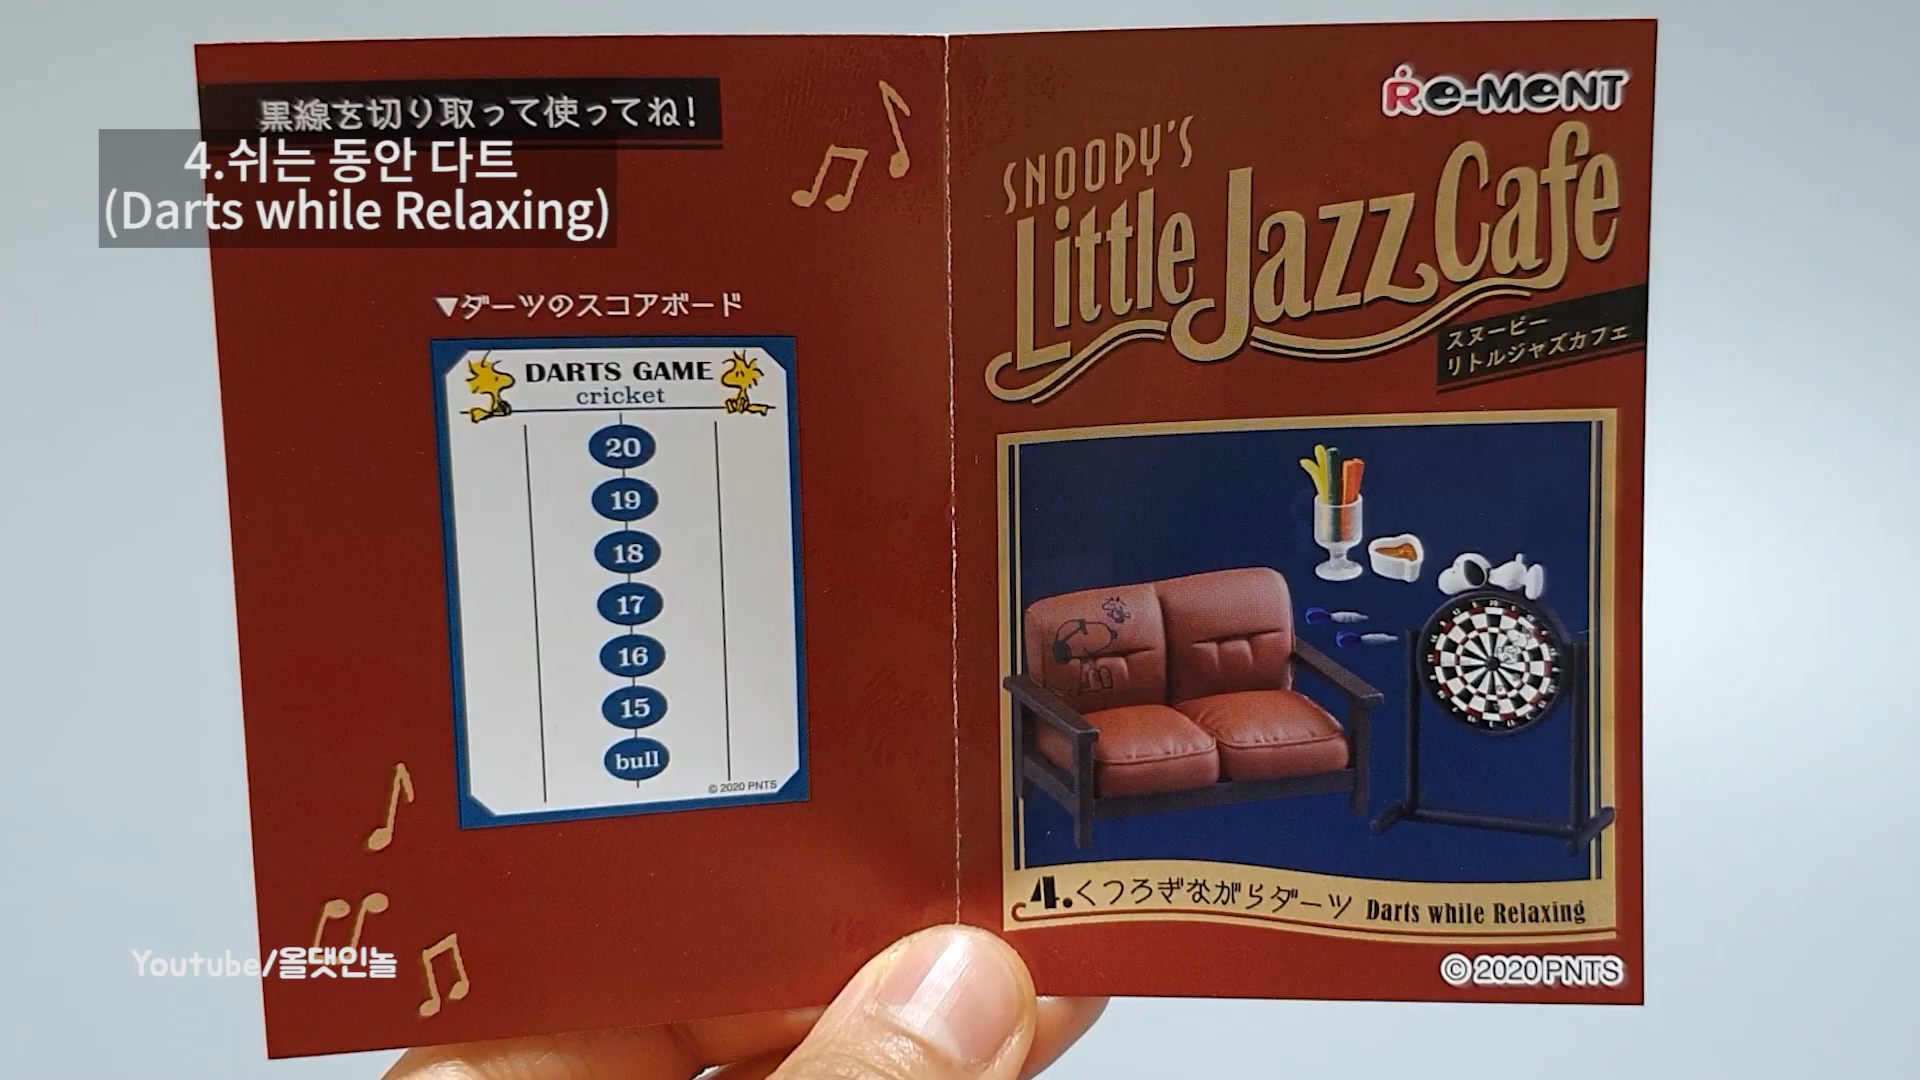 黒線を切り取って使ってね!
4.쉬는 동안 다트
(Darts while Relaxing)
▼ダーツのスコアボード
DARTS GAME
cricket
20
19
18
17
16
15
bull
© 2020 PNTS
Youtube/올댓인놀
Re-MeNT
SNOOPY'S
Little Jazz Cafe
スヌーピー
リトルジャズカフェ
4.くつろぎながらダーツ Darts while Relaxing
© 2020 PNTS